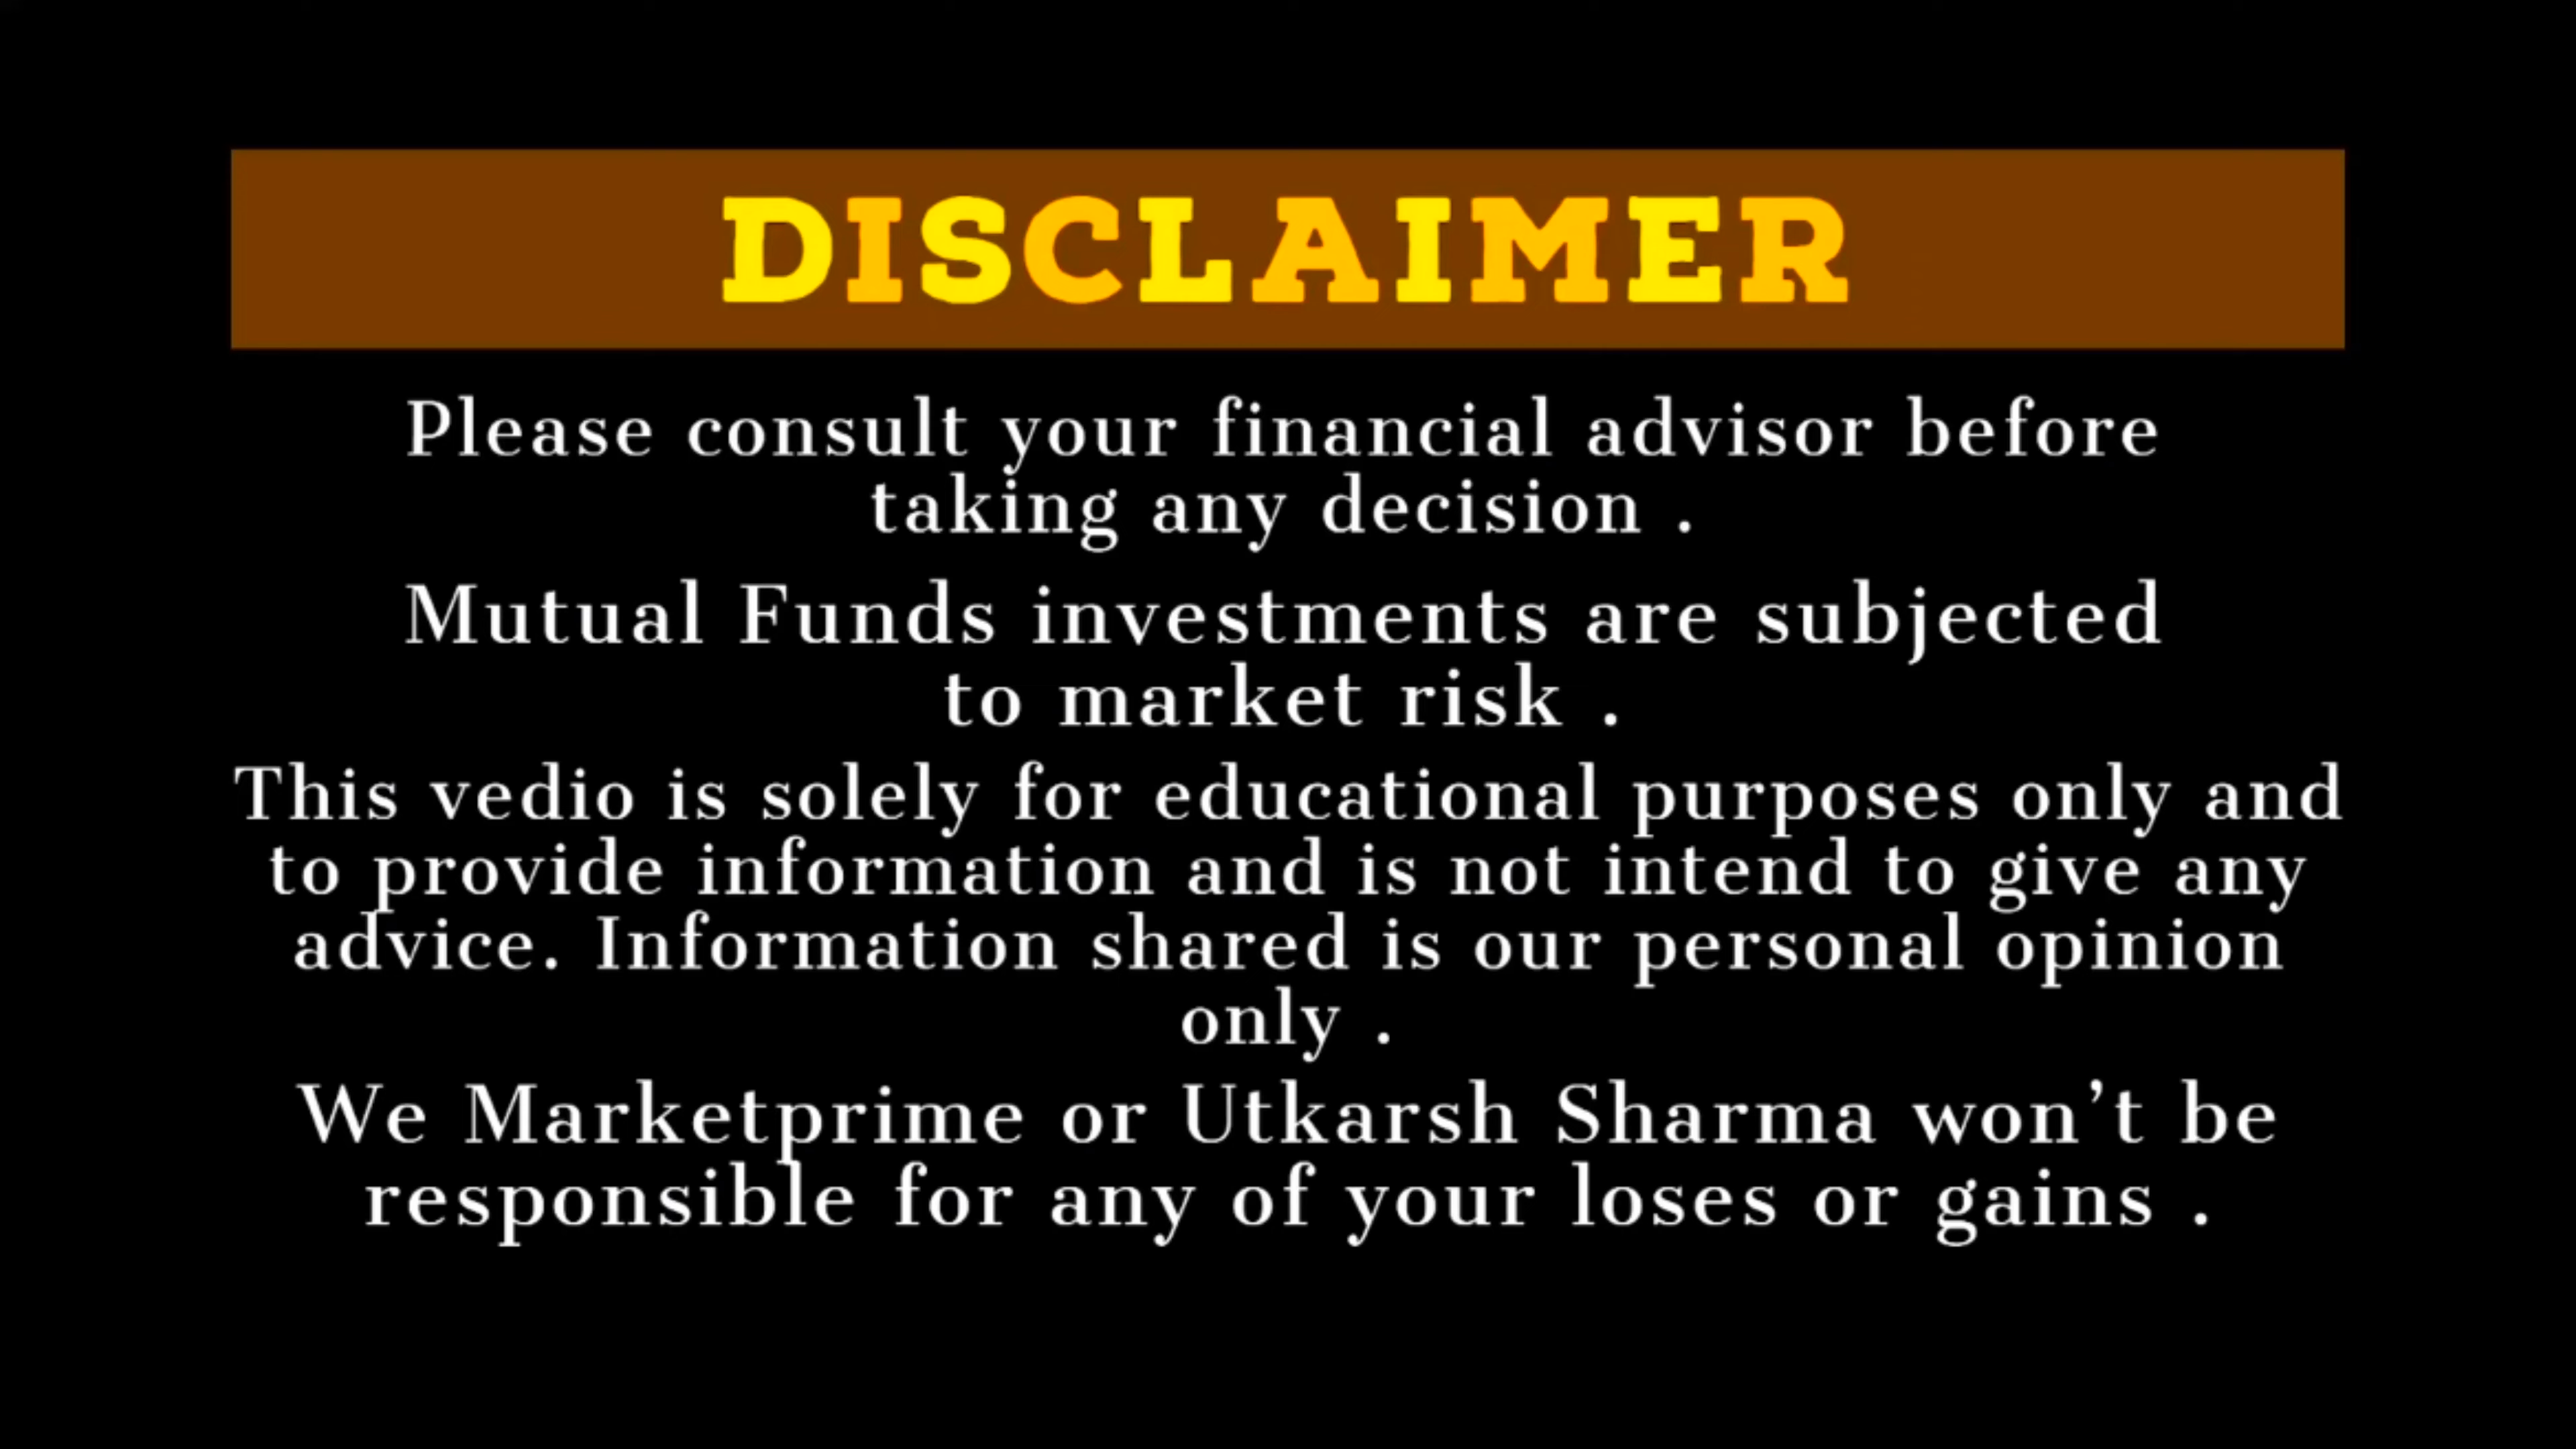 DISCLAIMER
Please consult your financial advisor before
taking any decision .
Mutual Funds investments are subjected
to market risk .
This vedio is solely for educational purposes only and
to provide information and is not intend to give any
advice. Information shared is our personal opinion
only .
We Marketprime or Utkarsh Sharma won’t be
responsible for any of your loses or gains .